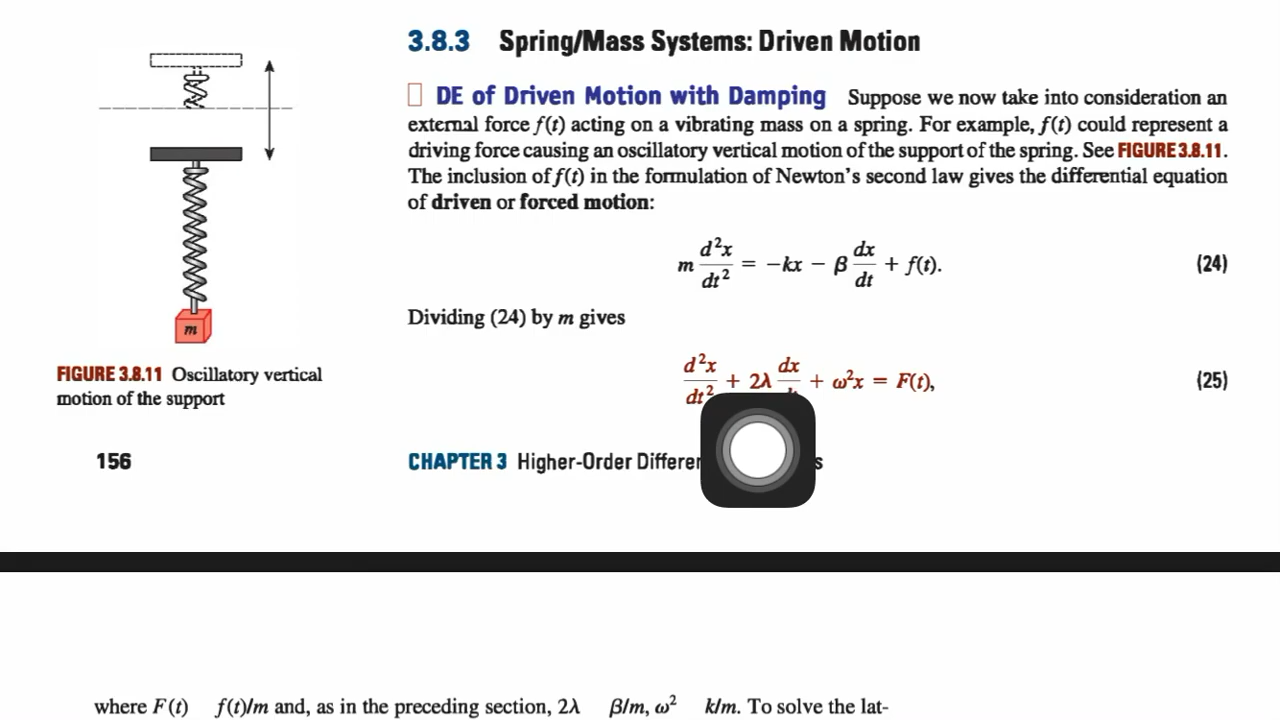 3.8.3 Spring/Mass Systems: Driven Motion
DE of Driven Motion with Damping Suppose we now take into consideration an
external force f(t) acting on a vibrating mass on a spring. For example, f(t) could represent a
driving force causing an oscillatory vertical motion of the support of the spring. See FIGURE 3.8.11.
The inclusion of f(t) in the formulation of Newton's second law gives the differential equation
of driven or forced motion:
m d²x/dt² = −kx − β dx/dt + f(t). (24)
Dividing (24) by m gives
d²x/dt² + 2λ dx/dt + ω²x = F(t), (25)
m
FIGURE 3.8.11 Oscillatory vertical
motion of the support
156 CHAPTER 3 Higher-Order
where F(t) f(t)/m and, as in the preceding section, 2λ β/m, ω² k/m. To solve the lat-